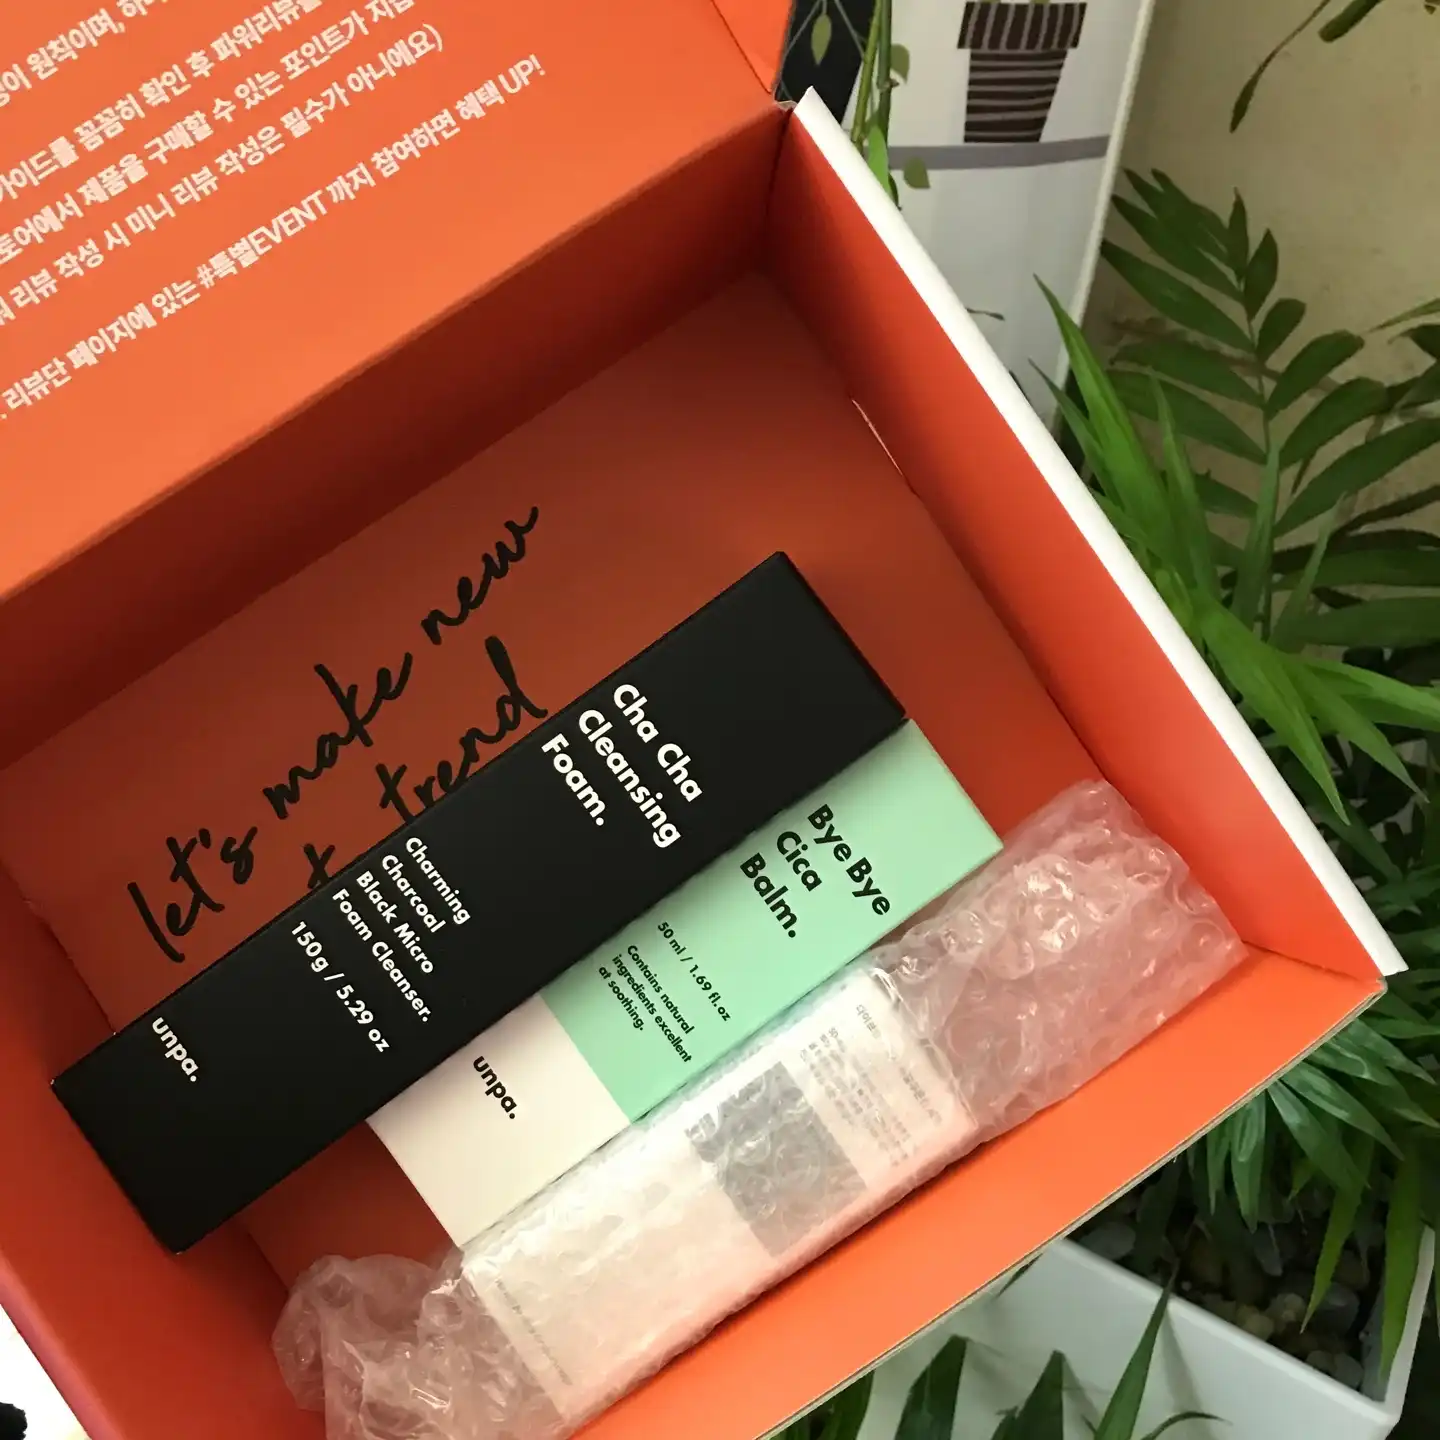 원칙이며,
가이드를 꼼꼼히 확인 후 파워리뷰를
에서 제품을 구매할 수 있는 포인트가 지급
리뷰 작성 시 미니 리뷰 작성은 필수가 아니에요)
리뷰단 페이지에 있는 #특별EVENT 까지 참여하면 혜택 UP!
let's make new
trend
Cha Cha
Cleansing
Foam.
Charming
Charcoal
Black Micro
Foam Cleanser.
150g / 5.29 oz
unpa.
Bye Bye
Cica
Balm.
50 ml / 1.69 fl. oz
Contains natural
ingredients excellent
at soothing.
unpa.